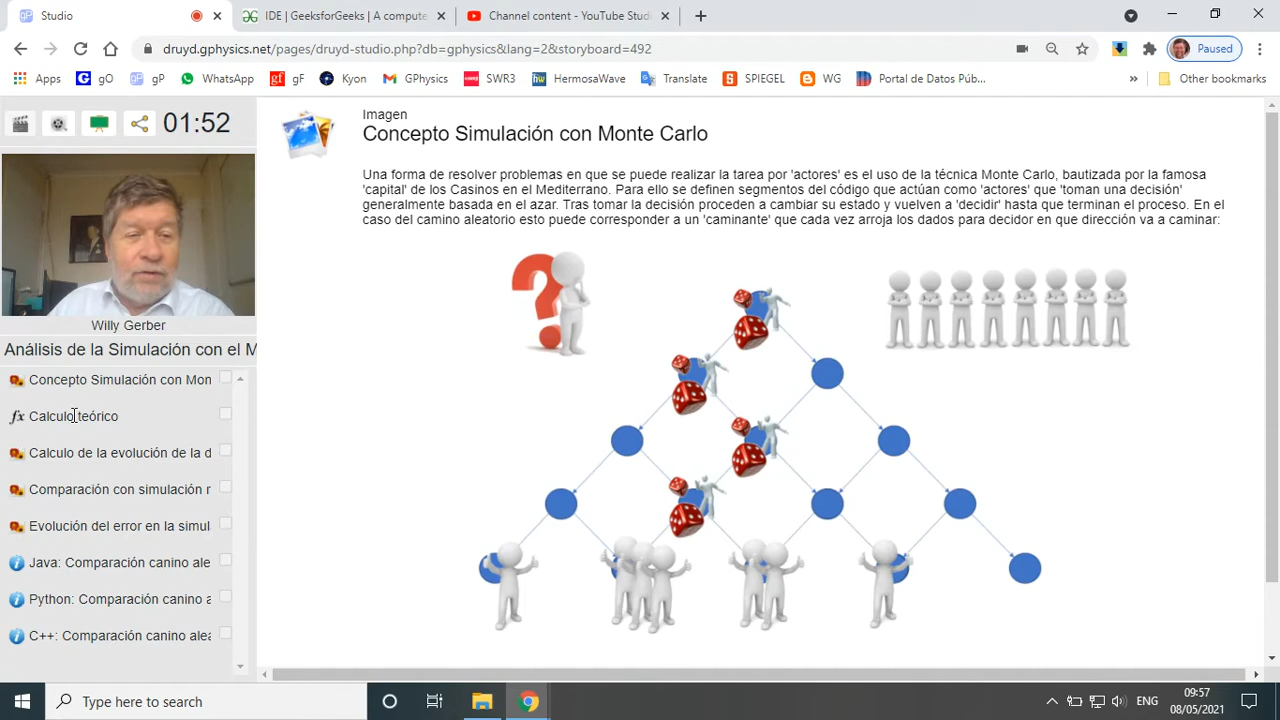 Studio
IDE | GeeksforGeeks | A compute
Channel content - YouTube Studi
druyd.gphysics.net/pages/druyd-studio.php?db=gphysics&lang=2&storyboard=492
Paused
Apps
gO
gP
WhatsApp
gF
Kyon
GPhysics
SWR3
HermosaWave
Translate
SPIEGEL
WG
Portal de Datos Púb...
Other bookmarks
01:52
Willy Gerber
Análisis de la Simulación con el M
Concepto Simulación con Mon
Calculo teórico
Calculo de la evolución de la d
Comparación con simulación r
Evolución del error en la simul
Java: Comparación canino ale
Python: Comparación canino a
C++: Comparación canino alea
Imagen
Concepto Simulación con Monte Carlo
Una forma de resolver problemas en que se puede realizar la tarea por 'actores' es el uso de la técnica Monte Carlo, bautizada por la famosa
'capital' de los Casinos en el Mediterrano. Para ello se definen segmentos del código que actúan como 'actores' que 'toman una decisión'
generalmente basada en el azar. Tras tomar la decisión proceden a cambiar su estado y vuelven a 'decidir' hasta que terminan el proceso. En el
caso del camino aleatorio esto puede corresponder a un 'caminante' que cada vez arroja los dados para decidor en que dirección va a caminar:
Type here to search
ENG
09:57
08/05/2021